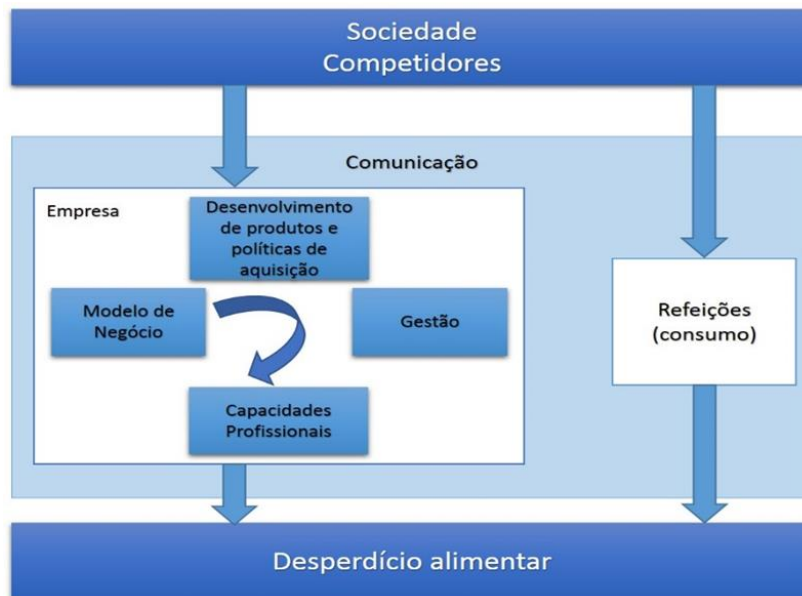 Sociedade
Competidores
Comunicação
Empresa
Desenvolvimento
de produtos e
políticas de
aquisição
Modelo de
Negócio
Gestão
Capacidades
Profissionais
Refeições
(consumo)
Desperdício alimentar